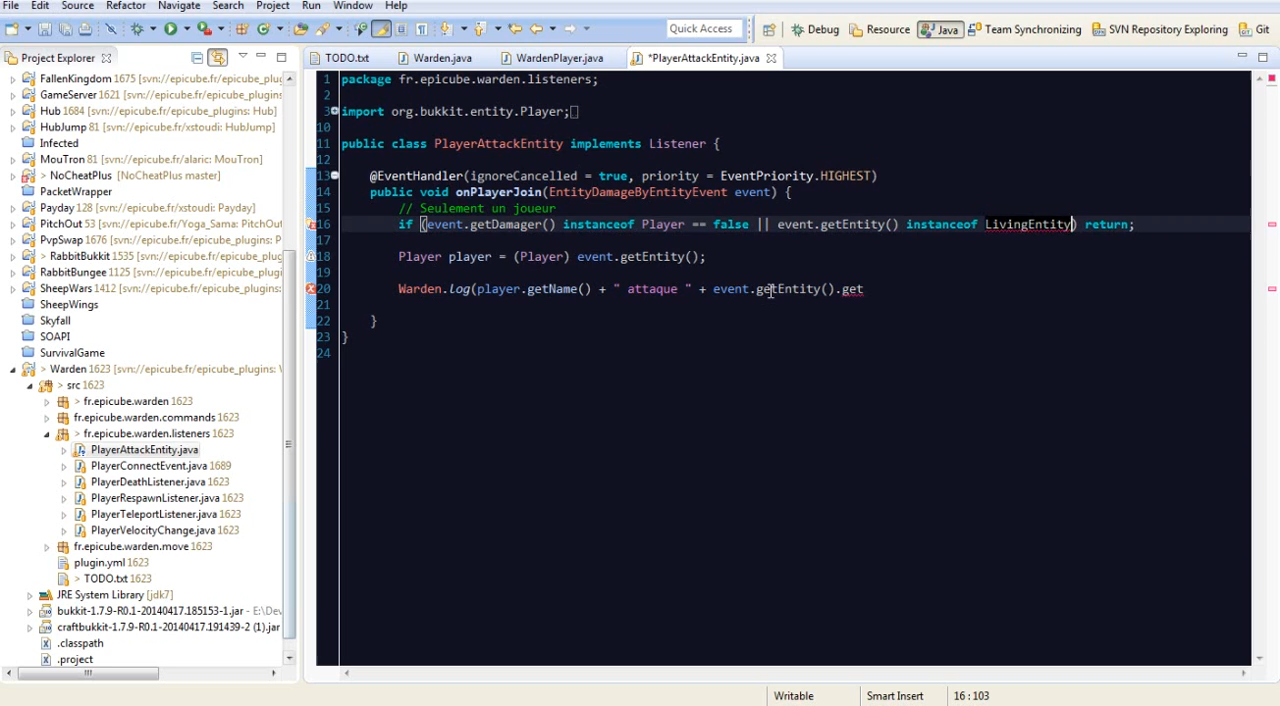 File Edit Source Refactor Navigate Search Project Run Window Help
Quick Access Debug Resource Java Team Synchronizing SVN Repository Exploring Git
Project Explorer
TODO.txt Warden.java WardenPlayer.java *PlayerAttackEntity.java
FallenKingdom 1675 [svn://epicube.fr/epicube_plugins:
GameServer 1621 [svn://epicube.fr/epicube_plugins:
Hub 1684 [svn://epicube.fr/epicube_plugins: Hub]
HubJump 81 [svn://epicube.fr/xstoudi: HubJump]
Infected
MouTron 81 [svn://epicube.fr/alaric: MouTron]
> NoCheatPlus [NoCheatPlus master]
PacketWrapper
Payday 128 [svn://epicube.fr/xstoudi: Payday]
PitchOut 53 [svn://epicube.fr/Yoga_Sama: PitchOut]
PvpSwap 1676 [svn://epicube.fr/epicube_plugins:
> RabbitBukkit 1535 [svn://epicube.fr/epicube_plugins:
RabbitBungee 1125 [svn://epicube.fr/epicube_plugins:
SheepWars 1412 [svn://epicube.fr/epicube_plugins:
SheepWings
Skyfall
SOAPI
SurvivalGame
> Warden 1623 [svn://epicube.fr/epicube_plugins:
> src 1623
> fr.epicube.warden 1623
fr.epicube.warden.commands 1623
> fr.epicube.warden.listeners 1623
PlayerAttackEntity.java
PlayerConnectEvent.java 1689
PlayerDeathListener.java 1623
PlayerRespawnListener.java 1623
PlayerTeleportListener.java 1623
PlayerVelocityChange.java 1623
fr.epicube.warden.move 1623
plugin.yml 1623
> TODO.txt 1623
JRE System Library [jdk7]
bukkit-1.7.9-R0.1-20140417.185153-1.jar - E:\Dev
craftbukkit-1.7.9-R0.1-20140417.191439-2 (1).jar
.classpath
.project
1 package fr.epicube.warden.listeners;
2
3 import org.bukkit.entity.Player;
10
11 public class PlayerAttackEntity implements Listener {
12
13 @EventHandler(ignoreCancelled = true, priority = EventPriority.HIGHEST)
14 public void onPlayerJoin(EntityDamageByEntityEvent event) {
15 // Seulement un joueur
16 if (event.getDamager() instanceof Player == false || event.getEntity() instanceof LivingEntity) return;
17
18 Player player = (Player) event.getEntity();
19
20 Warden.log(player.getName() + " attaque " + event.getEntity().get
21
22 }
23 }
24
Writable Smart Insert 16 : 103